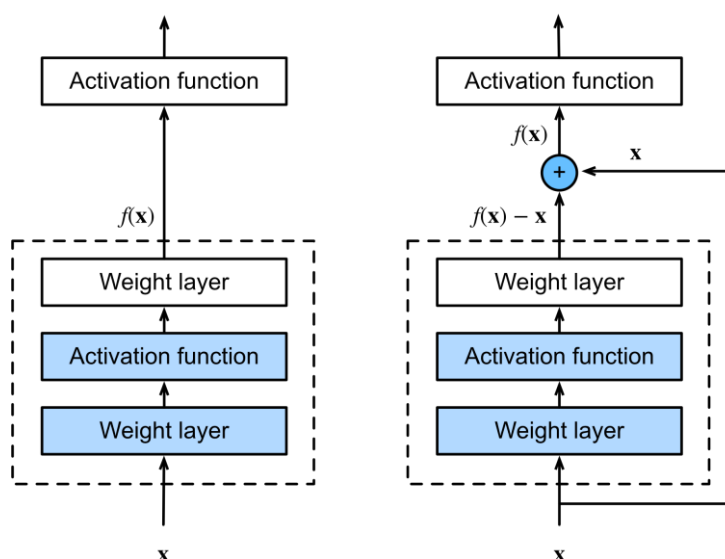 Activation function
f(x)
Weight layer
Activation function
Weight layer
x
Activation function
f(x)
x
+
f(x) − x
Weight layer
Activation function
Weight layer
x